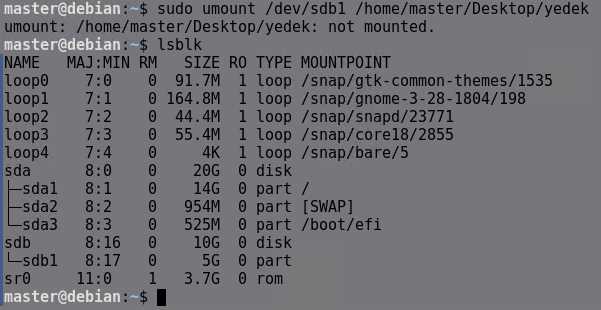 master@debian:~$ sudo umount /dev/sdb1 /home/master/Desktop/yedek
umount: /home/master/Desktop/yedek: not mounted.
master@debian:~$ lsblk
NAME   MAJ:MIN RM   SIZE RO TYPE MOUNTPOINT
loop0    7:0    0  91.7M  1 loop /snap/gtk-common-themes/1535
loop1    7:1    0 164.8M  1 loop /snap/gnome-3-28-1804/198
loop2    7:2    0  44.4M  1 loop /snap/snapd/23771
loop3    7:3    0  55.4M  1 loop /snap/core18/2855
loop4    7:4    0     4K  1 loop /snap/bare/5
sda      8:0    0    20G  0 disk
├─sda1   8:1    0    14G  0 part /
├─sda2   8:2    0   954M  0 part [SWAP]
└─sda3   8:3    0   525M  0 part /boot/efi
sdb      8:16   0    10G  0 disk
└─sdb1   8:17   0     5G  0 part
sr0     11:0    1   3.7G  0 rom
master@debian:~$